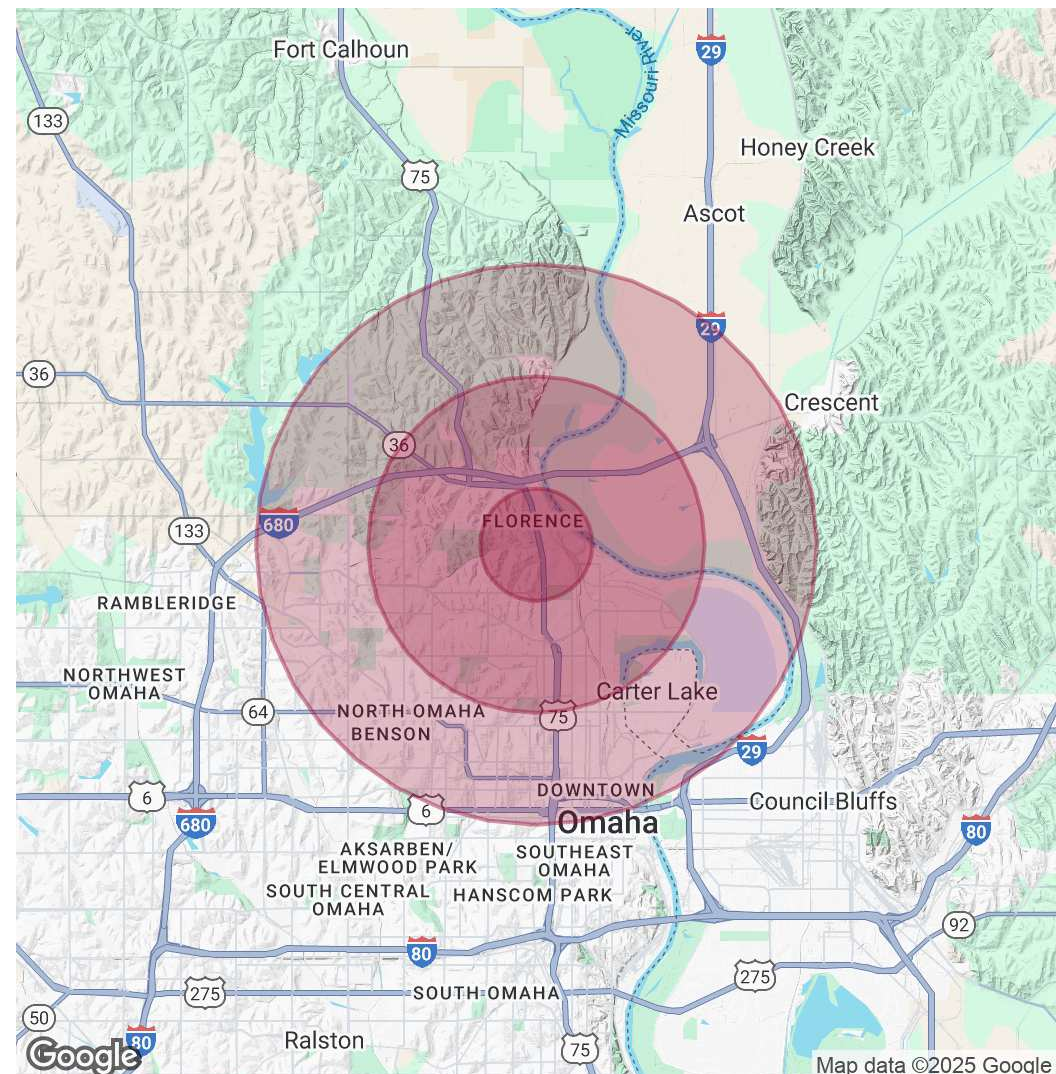 Fort Calhoun
29
Missouri River
133
Honey Creek
75
Ascot
29
36
Crescent
36
680
FLORENCE
133
RAMBLERIDGE
NORTHWEST
OMAHA
Carter Lake
64
NORTH OMAHA
75
BENSON
29
6
DOWNTOWN
6
Council Bluffs
680
Omaha
80
AKSARBEN/
ELMWOOD PARK
SOUTHEAST
OMAHA
SOUTH CENTRAL
OMAHA
HANSCOM PARK
92
80
275
275
SOUTH OMAHA
50
80
Ralston
75
Google
Map data ©2025 Google